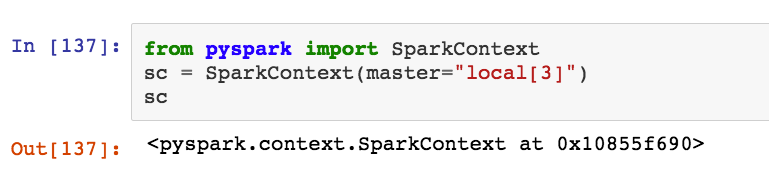 In [137]: from pyspark import SparkContext
sc = SparkContext(master="local[3]")
sc
Out[137]: <pyspark.context.SparkContext at 0x10855f690>